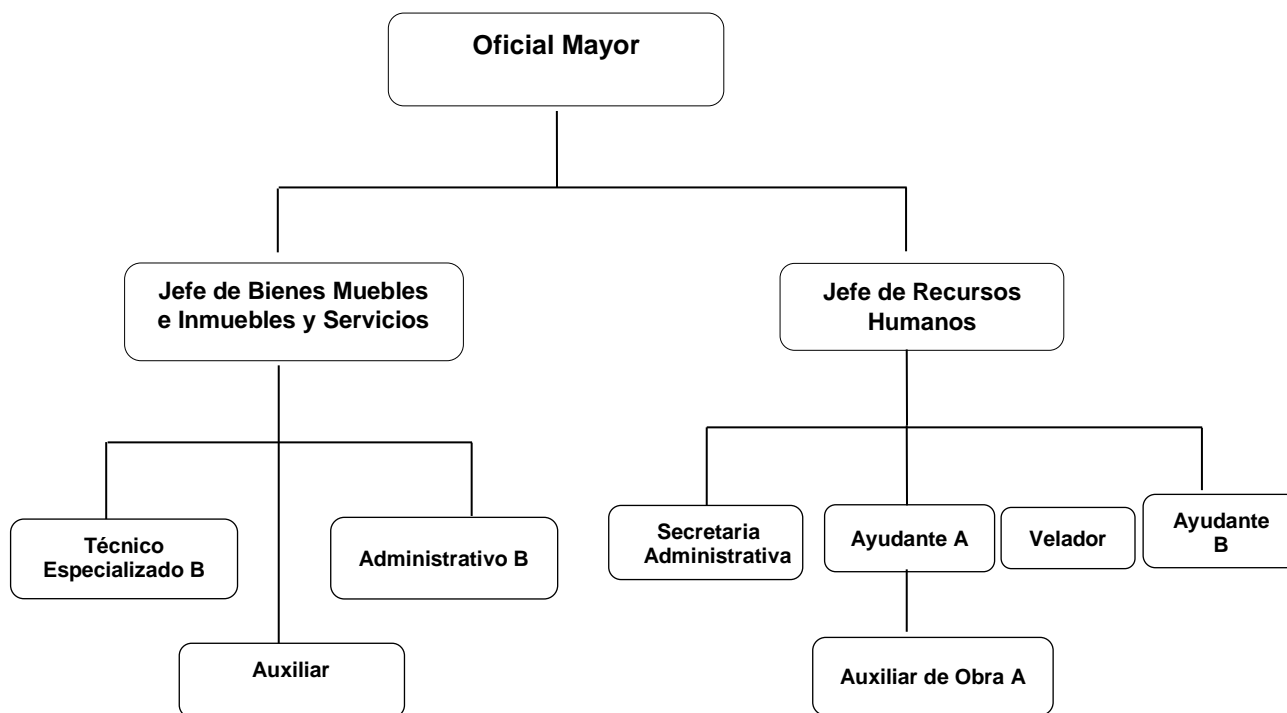 Oficial Mayor
Jefe de Bienes Muebles
e Inmuebles y Servicios
Jefe de Recursos
Humanos
Técnico
Especializado B
Administrativo B
Secretaria
Administrativa
Ayudante A
Velador
Ayudante
B
Auxiliar
Auxiliar de Obra A